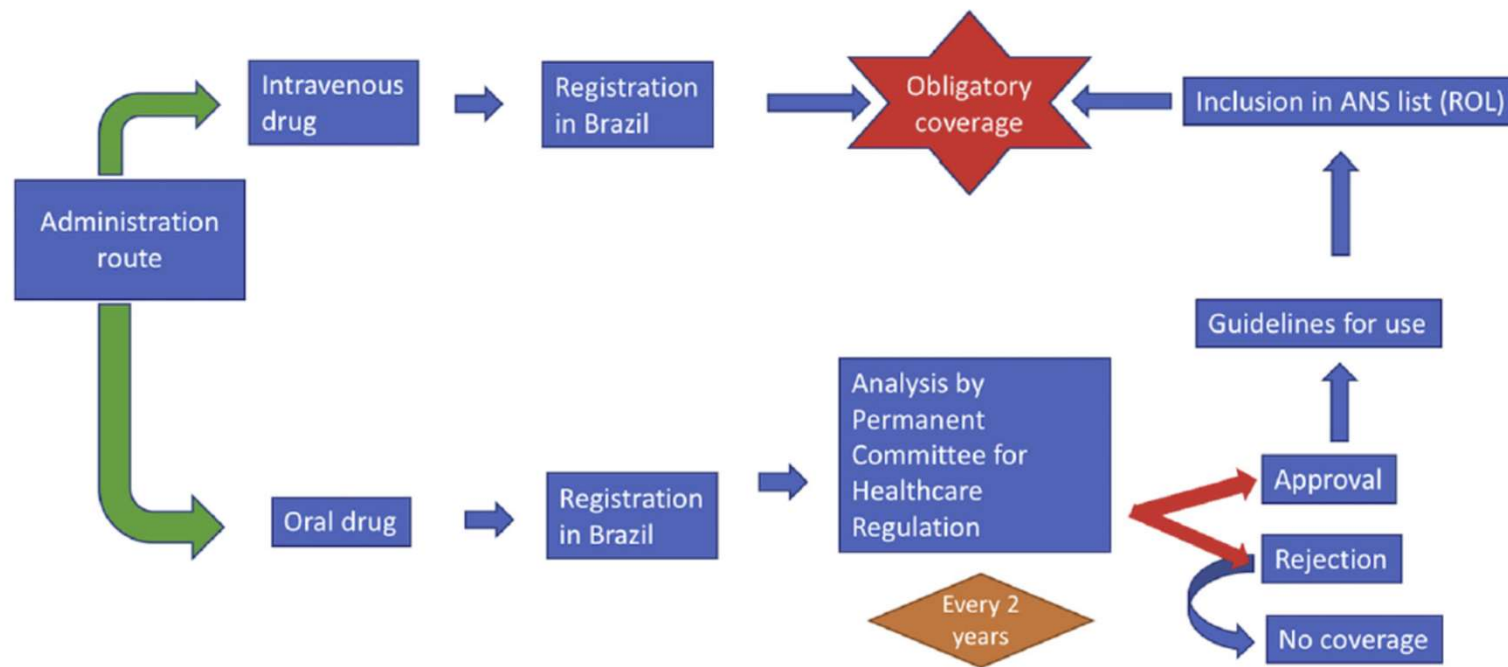 Intravenous
drug
Registration
in Brazil
Obligatory
coverage
Inclusion in ANS list (ROL)
Administration
route
Guidelines for use
Oral drug
Registration
in Brazil
Analysis by
Permanent
Committee for
Healthcare
Regulation
Every 2
years
Approval
Rejection
No coverage